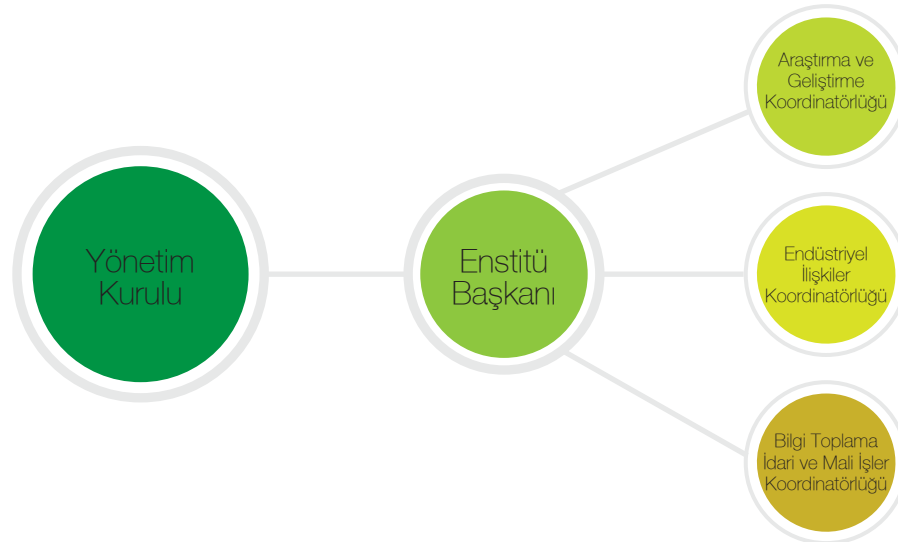 Yönetim
Kurulu
Enstitü
Başkanı
Araştırma ve
Geliştirme
Koordinatörlüğü
Endüstriyel
İlişkiler
Koordinatörlüğü
Bilgi Toplama
İdari ve Mali İşler
Koordinatörlüğü